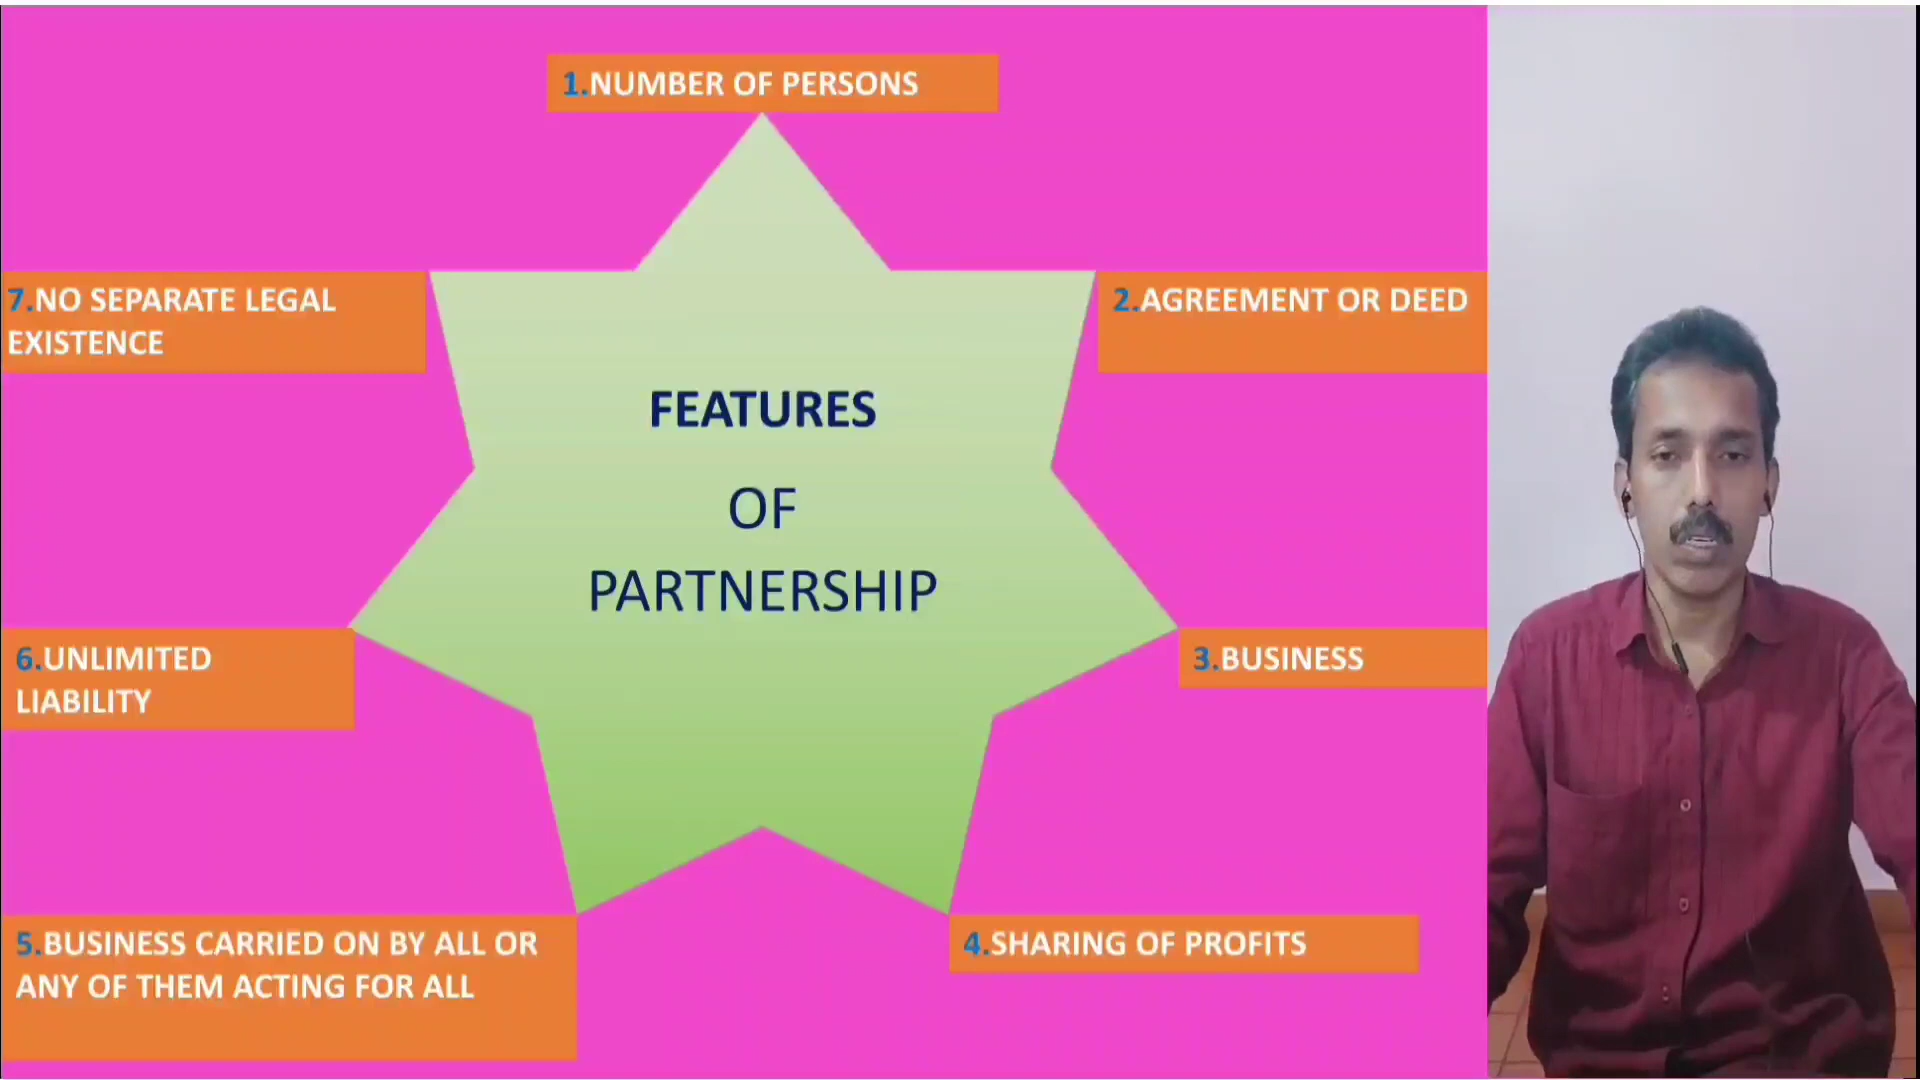 1.NUMBER OF PERSONS
7.NO SEPARATE LEGAL
EXISTENCE
2.AGREEMENT OR DEED
FEATURES
OF
PARTNERSHIP
6.UNLIMITED
LIABILITY
3.BUSINESS
5.BUSINESS CARRIED ON BY ALL OR
ANY OF THEM ACTING FOR ALL
4.SHARING OF PROFITS